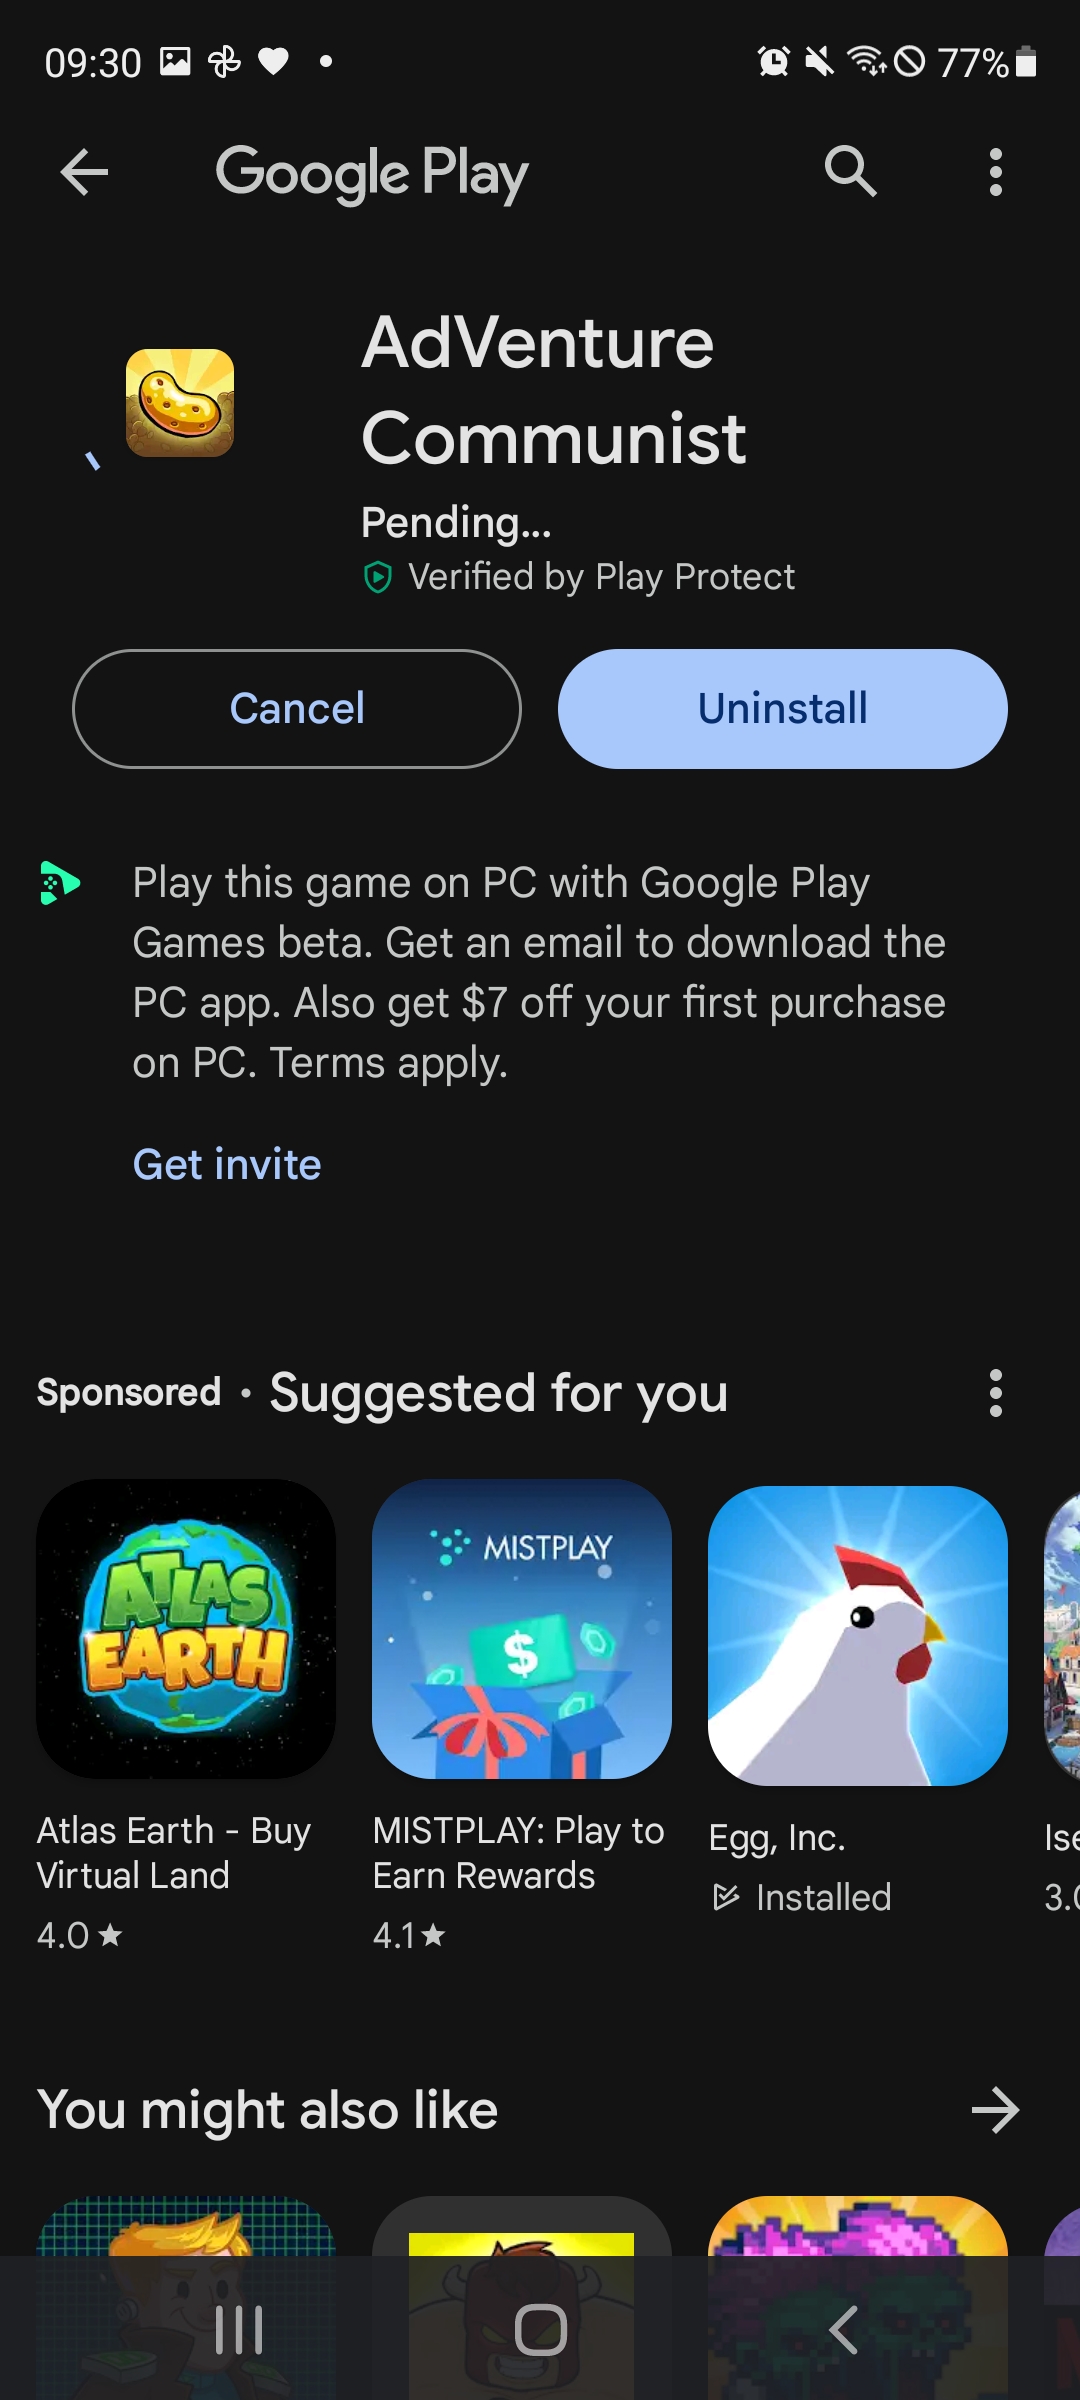 09:30
77%
Google Play
AdVenture
Communist
Pending...
Verified by Play Protect
Cancel
Uninstall
Play this game on PC with Google Play
Games beta. Get an email to download the
PC app. Also get $7 off your first purchase
on PC. Terms apply.
Get invite
Sponsored • Suggested for you
ATLAS
EARTH
MISTPLAY
$
Atlas Earth - Buy
Virtual Land
4.0 ★
MISTPLAY: Play to
Earn Rewards
4.1 ★
Egg, Inc.
Installed
Ise
3.0
You might also like